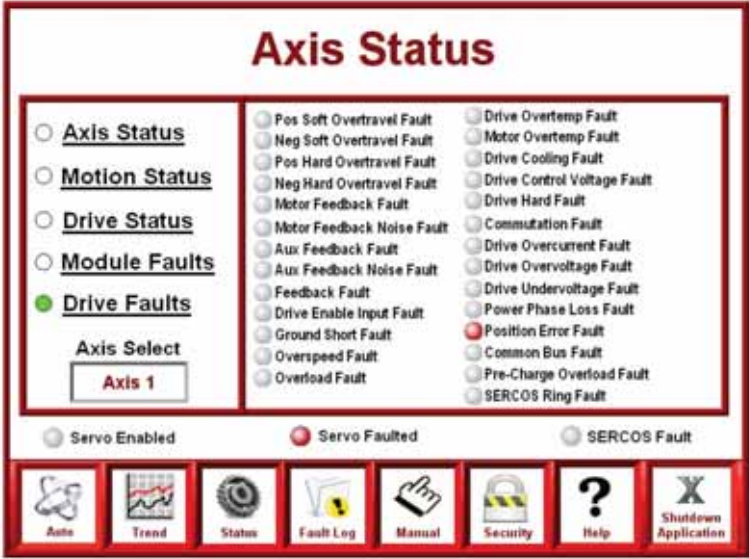 Axis Status
Axis Status
Motion Status
Drive Status
Module Faults
Drive Faults
Axis Select
Axis 1
Pos Soft Overtravel Fault
Neg Soft Overtravel Fault
Pos Hard Overtravel Fault
Neg Hard Overtravel Fault
Motor Feedback Fault
Motor Feedback Noise Fault
Aux Feedback Fault
Aux Feedback Noise Fault
Feedback Fault
Drive Enable Input Fault
Ground Short Fault
Overspeed Fault
Overload Fault
Drive Overtemp Fault
Motor Overtemp Fault
Drive Cooling Fault
Drive Control Voltage Fault
Drive Hard Fault
Commutation Fault
Drive Overcurrent Fault
Drive Overvoltage Fault
Drive Undervoltage Fault
Power Phase Loss Fault
Position Error Fault
Common Bus Fault
Pre-Charge Overload Fault
SERCOS Ring Fault
Servo Enabled
Servo Faulted
SERCOS Fault
Auto
Trend
Status
Fault Log
Manual
Security
?
Help
X
Shutdown
Application